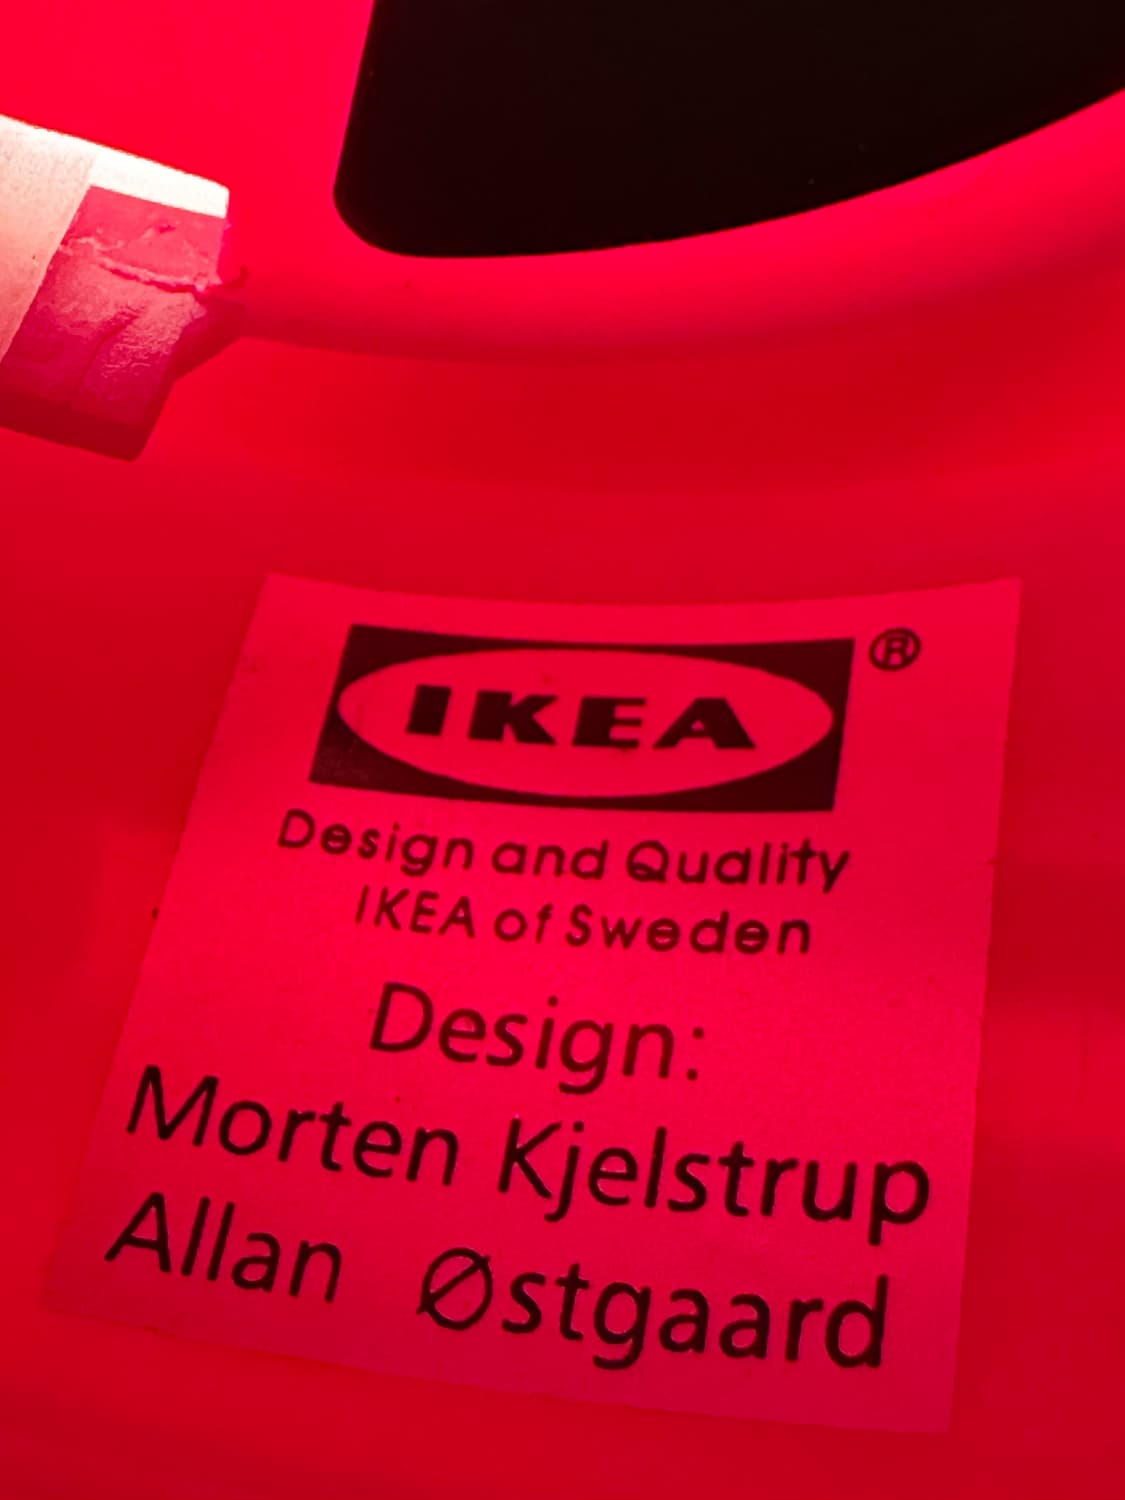 IKEA ®
Design and Quality
IKEA of Sweden
Design:
Morten Kjelstrup
Allan Østgaard